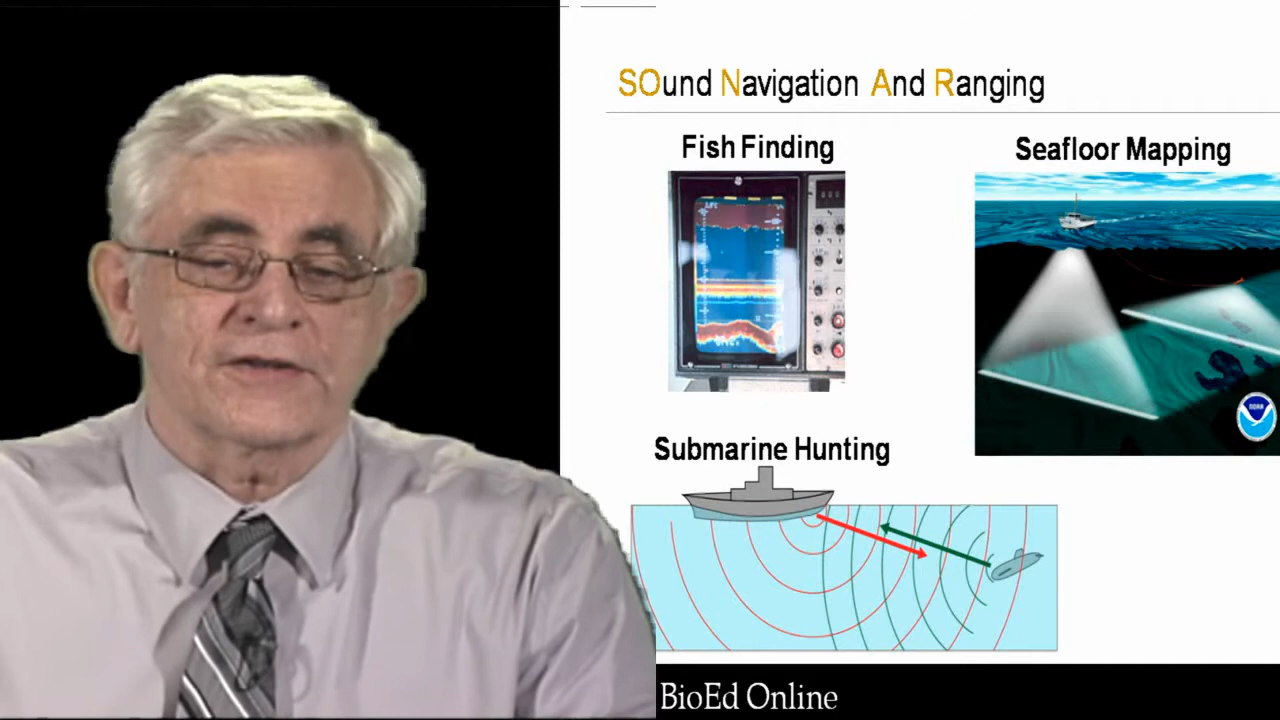 SOund Navigation And Ranging
Fish Finding
Seafloor Mapping
Submarine Hunting
BioEd Online